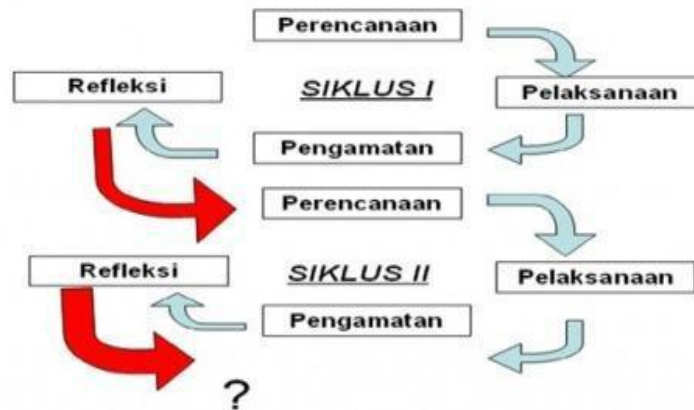 Perencanaan
Refleksi
SIKLUS I
Pelaksanaan
Pengamatan
Perencanaan
Refleksi
SIKLUS II
Pelaksanaan
Pengamatan
?